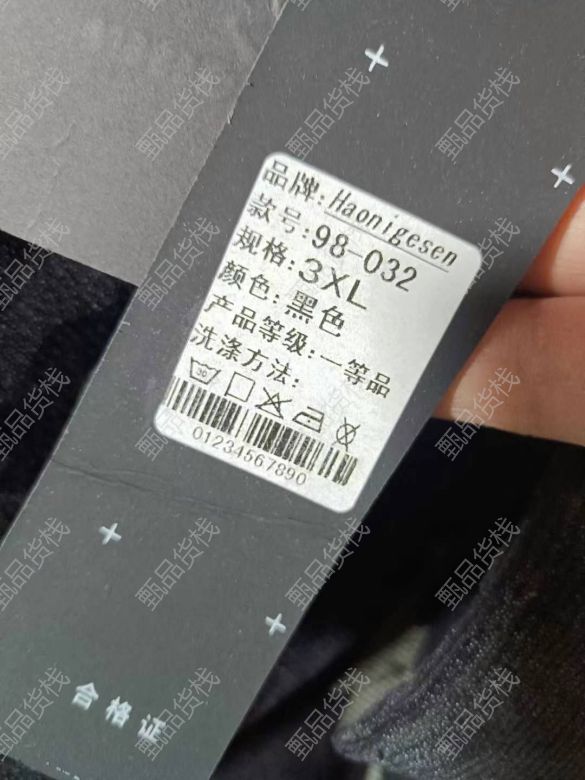 品牌:Haonigesen
款号:98-032
规格:3XL
颜色:黑色
产品等级:一等品
洗涤方法:
30
01234567890
合格证
甄品货栈